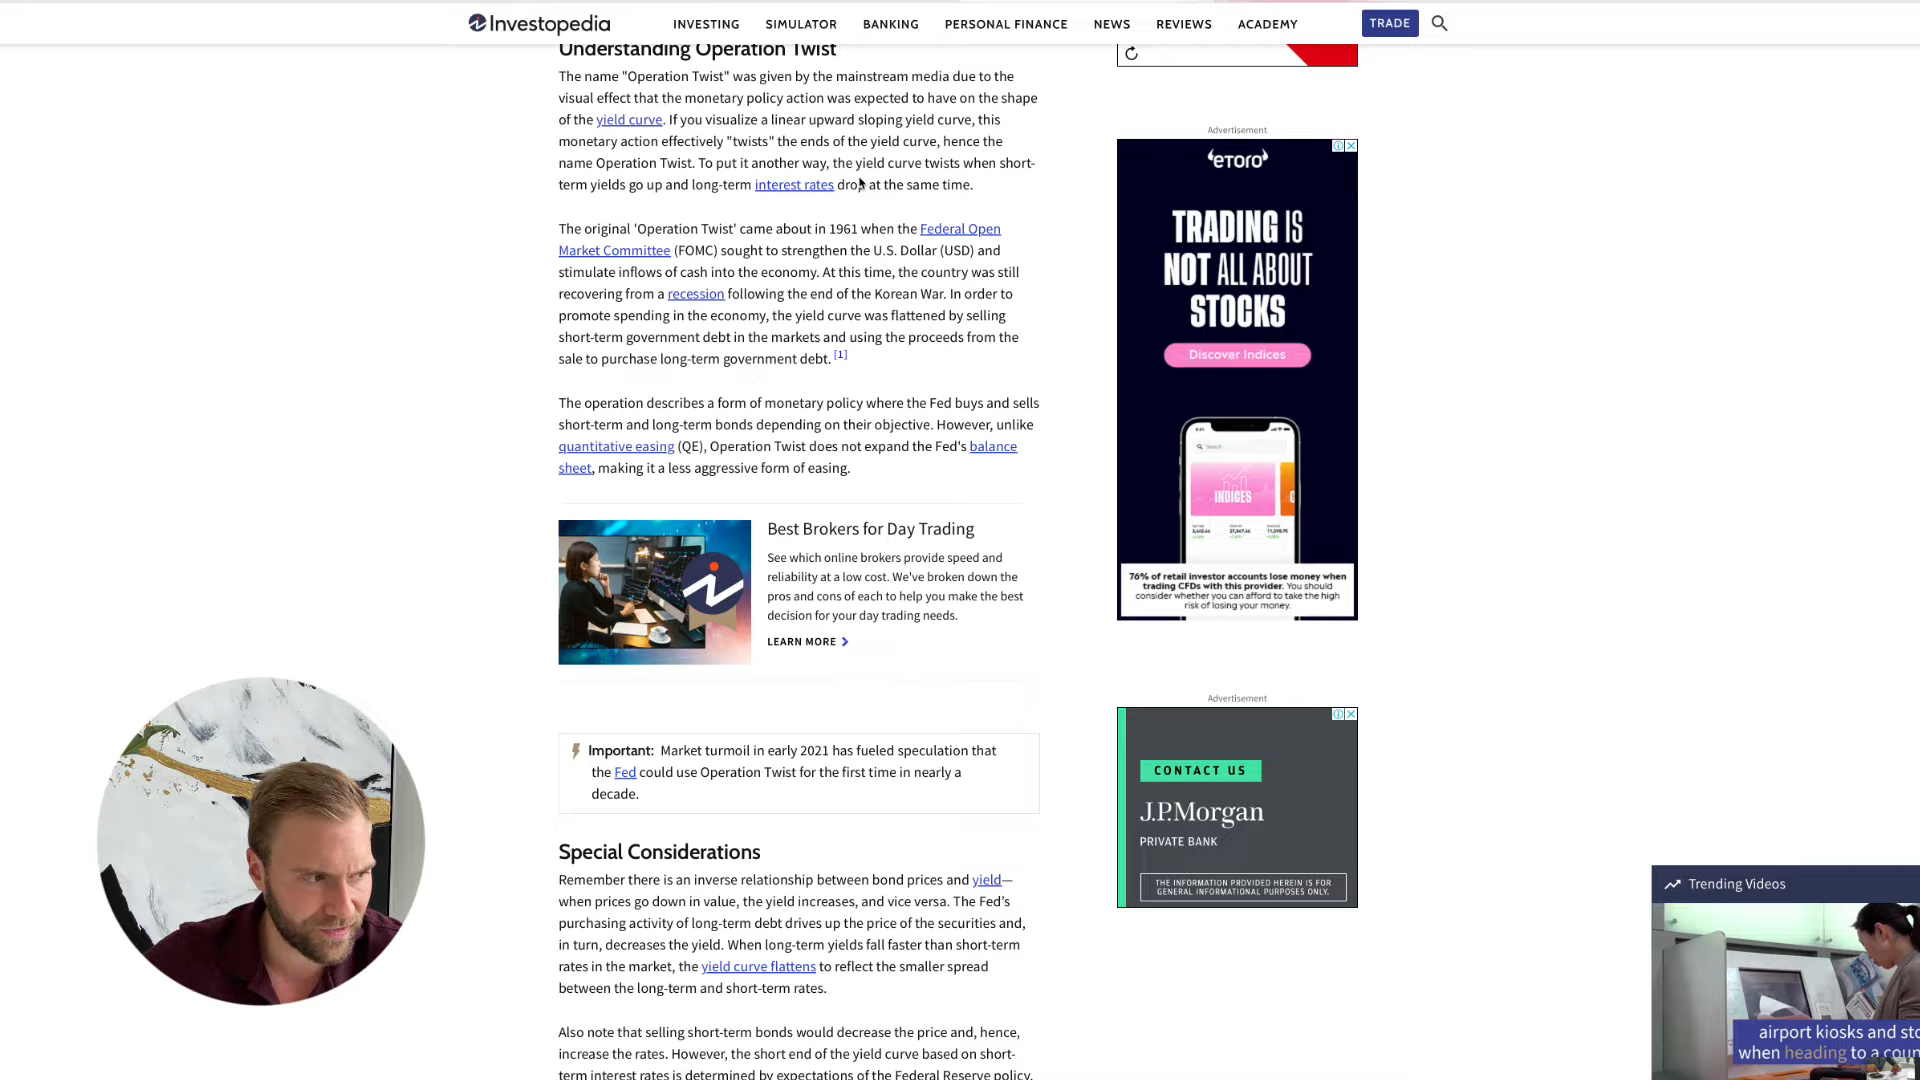 Investopedia
INVESTING
SIMULATOR
BANKING
PERSONAL FINANCE
NEWS
REVIEWS
ACADEMY
TRADE
Understanding Operation Twist
The name "Operation Twist" was given by the mainstream media due to the
visual effect that the monetary policy action was expected to have on the shape
of the yield curve. If you visualize a linear upward sloping yield curve, this
monetary action effectively "twists" the ends of the yield curve, hence the
name Operation Twist. To put it another way, the yield curve twists when short-
term yields go up and long-term interest rates drop at the same time.
The original 'Operation Twist' came about in 1961 when the Federal Open
Market Committee (FOMC) sought to strengthen the U.S. Dollar (USD) and
stimulate inflows of cash into the economy. At this time, the country was still
recovering from a recession following the end of the Korean War. In order to
promote spending in the economy, the yield curve was flattened by selling
short-term government debt in the markets and using the proceeds from the
sale to purchase long-term government debt. [1]
The operation describes a form of monetary policy where the Fed buys and sells
short-term and long-term bonds depending on their objective. However, unlike
quantitative easing (QE), Operation Twist does not expand the Fed's balance
sheet, making it a less aggressive form of easing.
Best Brokers for Day Trading
See which online brokers provide speed and
reliability at a low cost. We've broken down the
pros and cons of each to help you make the best
decision for your day trading needs.
LEARN MORE
Important: Market turmoil in early 2021 has fueled speculation that
the Fed could use Operation Twist for the first time in nearly a
decade.
Special Considerations
Remember there is an inverse relationship between bond prices and yield—
when prices go down in value, the yield increases, and vice versa. The Fed's
purchasing activity of long-term debt drives up the price of the securities and,
in turn, decreases the yield. When long-term yields fall faster than short-term
rates in the market, the yield curve flattens to reflect the smaller spread
between the long-term and short-term rates.
Also note that selling short-term bonds would decrease the price and, hence,
increase the rates. However, the short end of the yield curve based on short-
term interest rates is determined by expectations of the Federal Reserve policy,
Advertisement
eTORO
TRADING IS
NOT ALL ABOUT
STOCKS
Discover Indices
Search
INDICES
76% of retail investor accounts lose money when
trading CFDs with this provider. You should
consider whether you can afford to take the high
risk of losing your money.
Advertisement
CONTACT US
J.P.Morgan
PRIVATE BANK
THE INFORMATION PROVIDED HEREIN IS FOR
GENERAL INFORMATIONAL PURPOSES ONLY.
Trending Videos
airport kiosks and sto
when heading to a coun